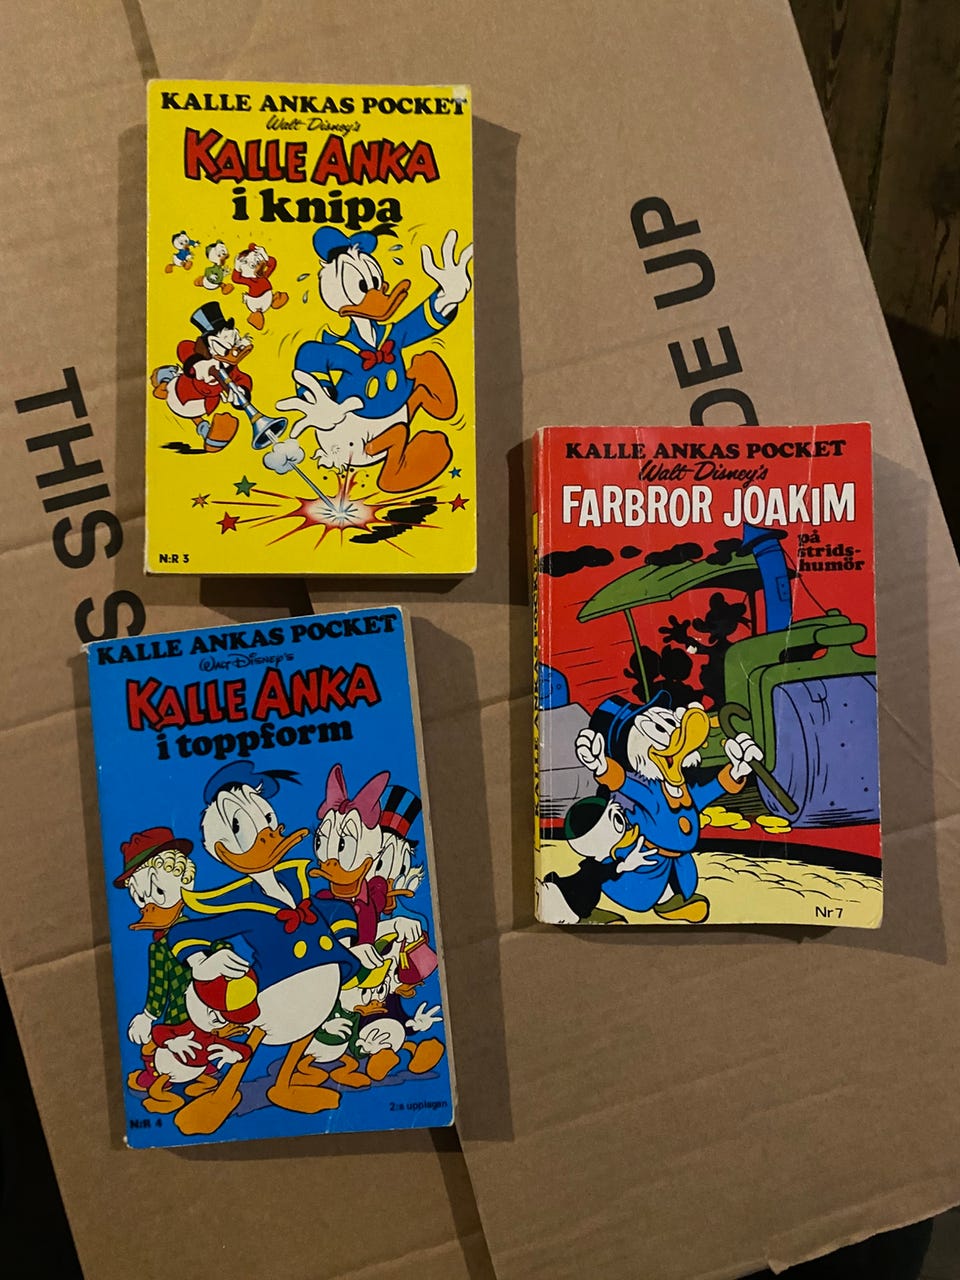 KALLE ANKAS POCKET
Walt Disney's
KALLE ANKA
i knipa
N:R 3
THIS S
DE UP
KALLE ANKAS POCKET
Walt Disney's
FARBROR JOAKIM
på
strids-
humör
Nr 7
KALLE ANKAS POCKET
WALT DISNEY'S
KALLE ANKA
i toppform
2:a upplagan
N:R 4